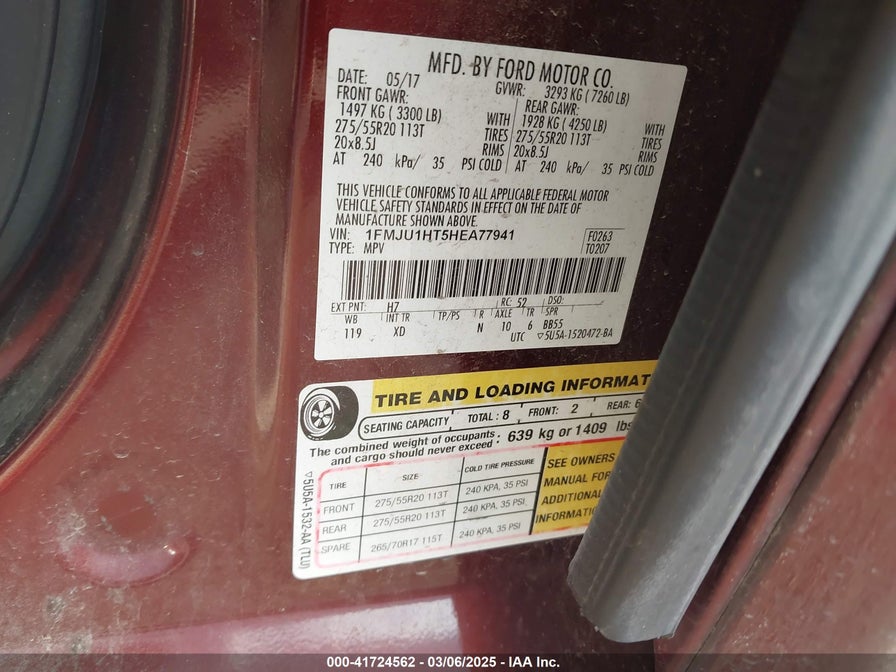 MFD. BY FORD MOTOR CO.
DATE: 05/17 GVWR: 3293 KG ( 7260 LB)
FRONT GAWR: REAR GAWR:
1497 KG ( 3300 LB) WITH 1928 KG ( 4250 LB) WITH
275/55R20 113T TIRES 275/55R20 113T TIRES
20x8.5J RIMS 20x8.5J RIMS
AT 240 kPa/ 35 PSI COLD AT 240 kPa/ 35 PSI COLD
THIS VEHICLE CONFORMS TO ALL APPLICABLE FEDERAL MOTOR
VEHICLE SAFETY STANDARDS IN EFFECT ON THE DATE OF
MANUFACTURE SHOWN ABOVE.
VIN: 1FMJU1HT5HEA77941 F0263
TYPE: MPV T0207
EXT PNT: H7 RC: 52 DSO:
WB INT TR TP/PS R AXLE TR SPR
119 XD N 10 6 BB55
UTC ▽5U5A-1520472-BA
TIRE AND LOADING INFORMAT
SEATING CAPACITY TOTAL : 8 FRONT: 2 REAR: 6
The combined weight of occupants
and cargo should never exceed : 639 kg or 1409 lbs
TIRE SIZE COLD TIRE PRESSURE
FRONT 275/55R20 113T 240 KPA, 35 PSI
REAR 275/55R20 113T 240 KPA, 35 PSI
SPARE 265/70R17 115T 240 KPA, 35 PSI
SEE OWNERS
MANUAL FOR
ADDITIONAL
INFORMATION
▽5U5A-1532-AA (TLU)
000-41724562 — 03/06/2025 — IAA Inc.